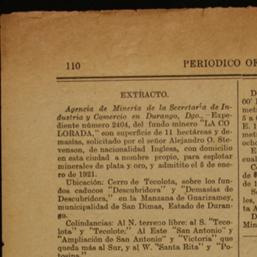 110
PERIODICO OF
EXTRACTO.
Agencia de Minería de la Secretaría de In-
dustria y Comercio en Durango, Dgo.—Expe-
diente número 2404, del fundo minero "LA CO
LORADA," con superficie de 11 hectáreas y de-
masías, solicitado por el señor Alejandro O. Ste-
venson, de nacionalidad Inglesa, con domicilio
en esta ciudad a nombre propio, para explotar
minerales de plata y oro, y admitido el 5 de ene-
ro de 1921.
Ubicación: Cerro de Tecolota, sobre los fun-
dos caducos "Descubridora" y "Demasías de
Descubridora," en la Manzana de Guarizamey,
municipalidad de San Dimas, Estado de Duran-
go.
Colindancias: Al N. terreno libre: al S. "Teco-
lota" y "Tecolote;" Al Este "San Antonio" y
"Ampliación de San Antonio" y "Victoria" que
queda más al Sur, y al W. "Santa Rita" y "Po-